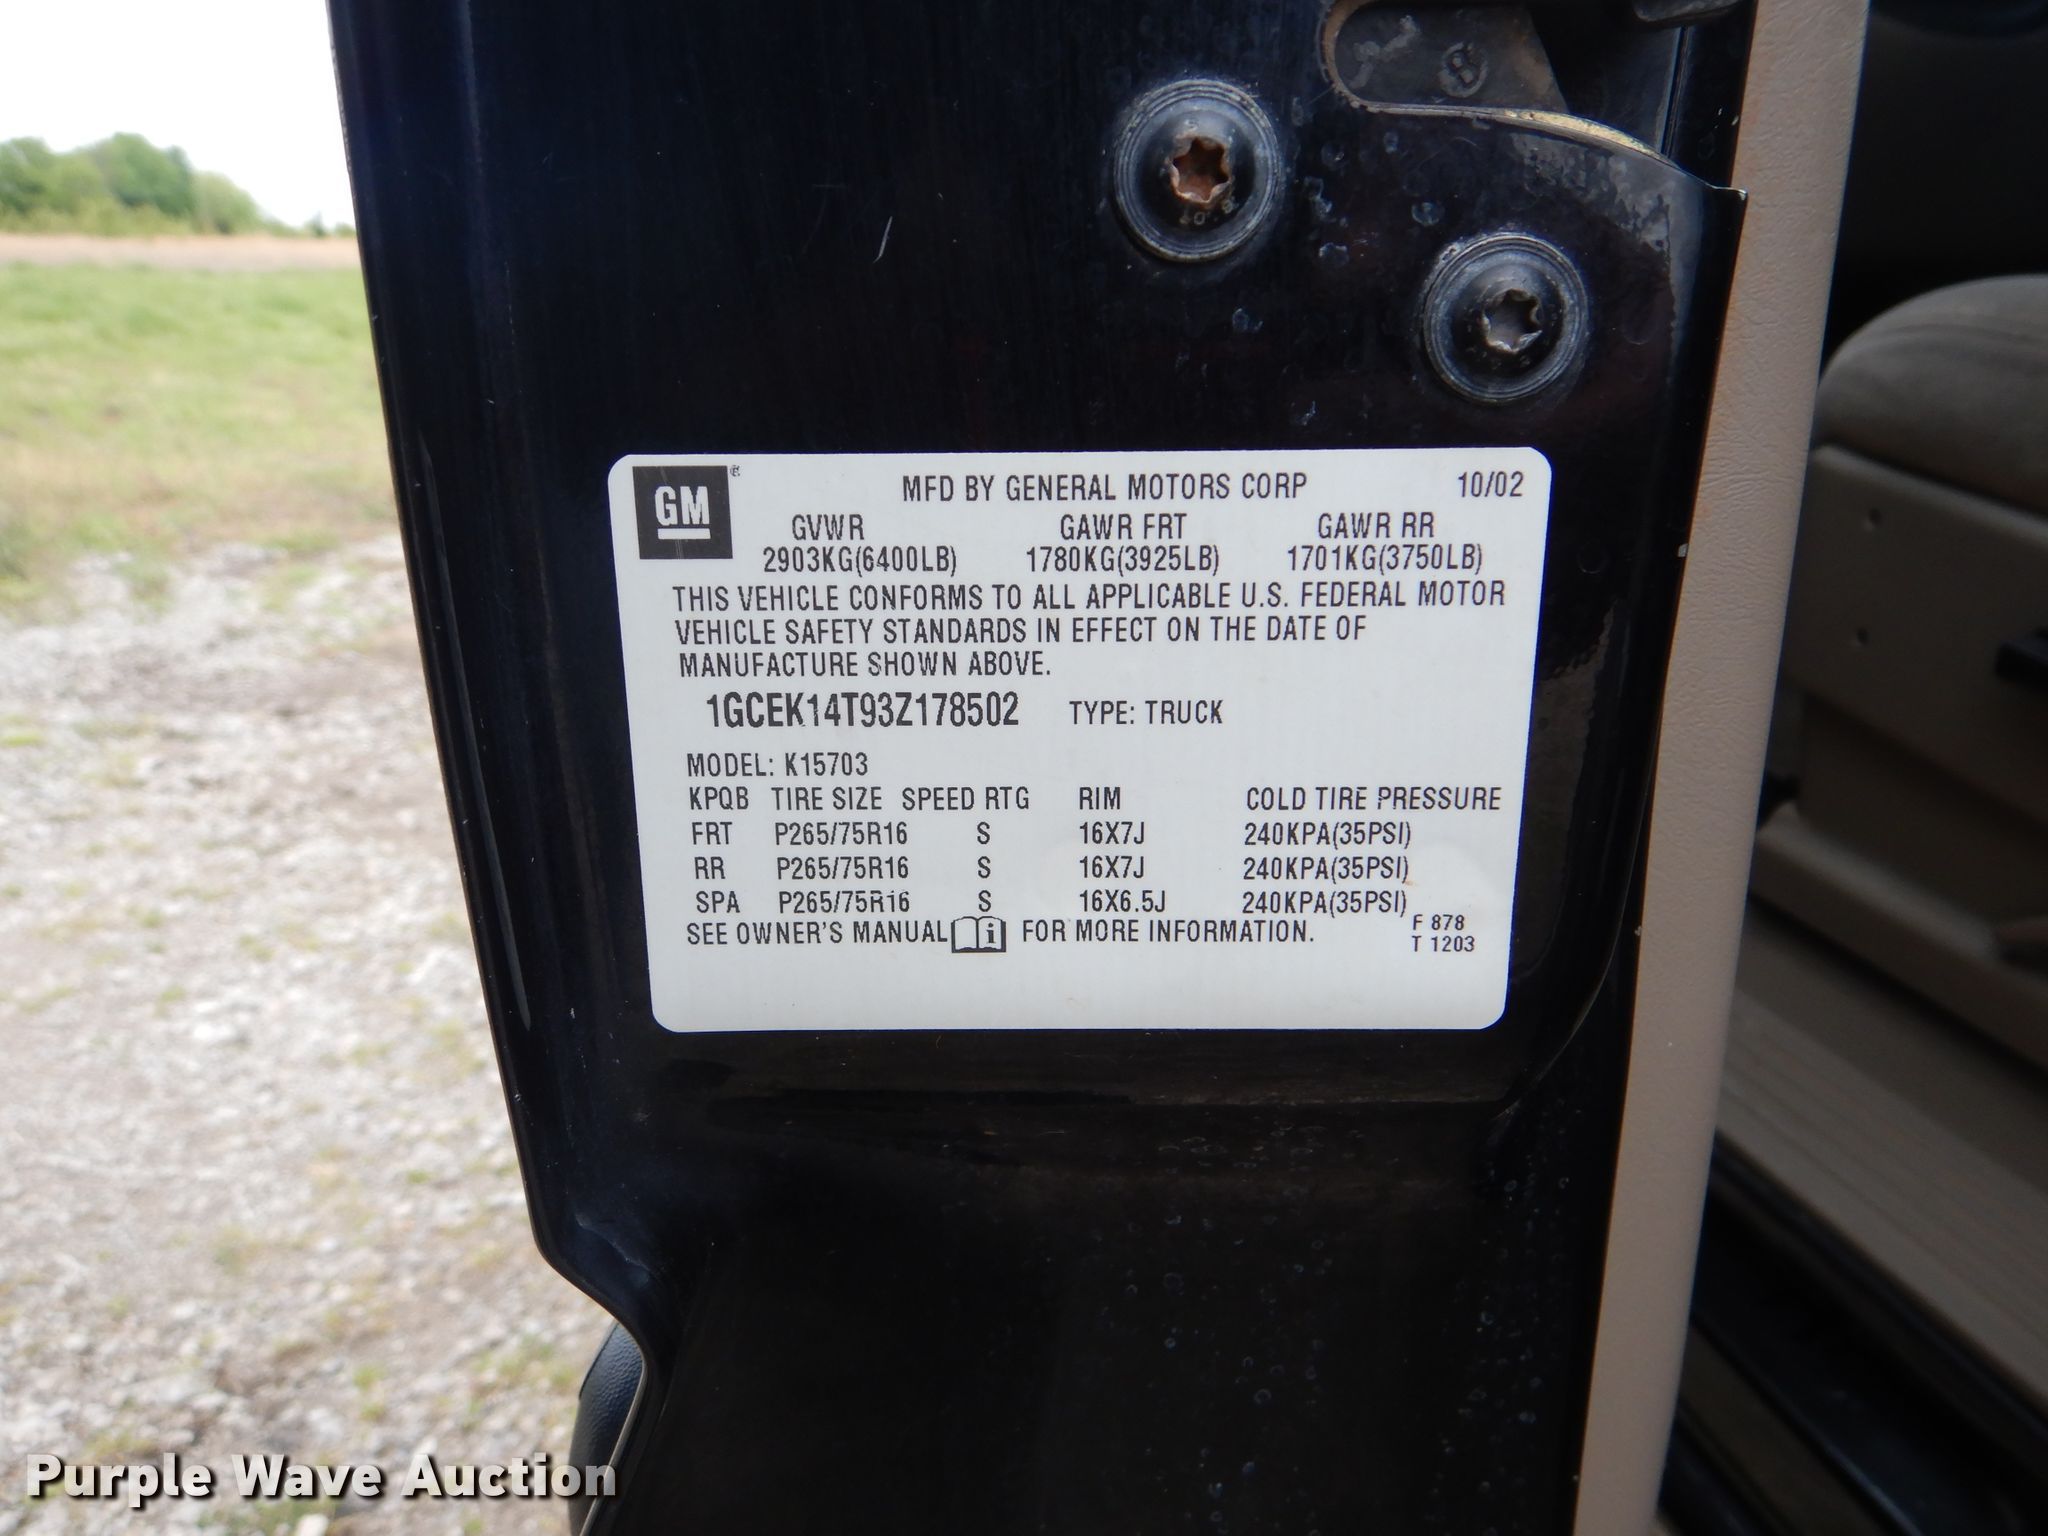 GM
MFD BY GENERAL MOTORS CORP 10/02
GVWR GAWR FRT GAWR RR
2903KG(6400LB) 1780KG(3925LB) 1701KG(3750LB)
THIS VEHICLE CONFORMS TO ALL APPLICABLE U.S. FEDERAL MOTOR
VEHICLE SAFETY STANDARDS IN EFFECT ON THE DATE OF
MANUFACTURE SHOWN ABOVE.
1GCEK14T93Z178502 TYPE: TRUCK
MODEL: K15703
KPQB TIRE SIZE SPEED RTG RIM COLD TIRE PRESSURE
FRT P265/75R16 S 16X7J 240KPA(35PSI)
RR P265/75R16 S 16X7J 240KPA(35PSI)
SPA P265/75R16 S 16X6.5J 240KPA(35PSI)
SEE OWNER'S MANUAL i FOR MORE INFORMATION.
F 878
T 1203
Purple Wave Auction